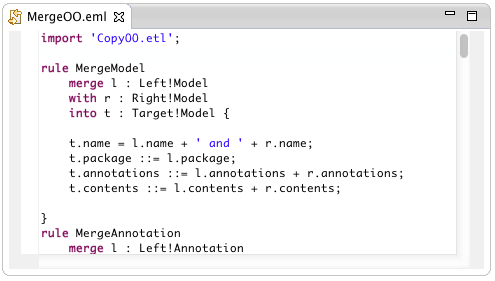 MergeOO.eml
import 'CopyOO.etl';
rule MergeModel
merge l : Left!Model
with r : Right!Model
into t : Target!Model {
t.name = l.name + ' and ' + r.name;
t.package ::= l.package;
t.annotations ::= l.annotations + r.annotations;
t.contents ::= l.contents + r.contents;
}
rule MergeAnnotation
merge l : Left!Annotation